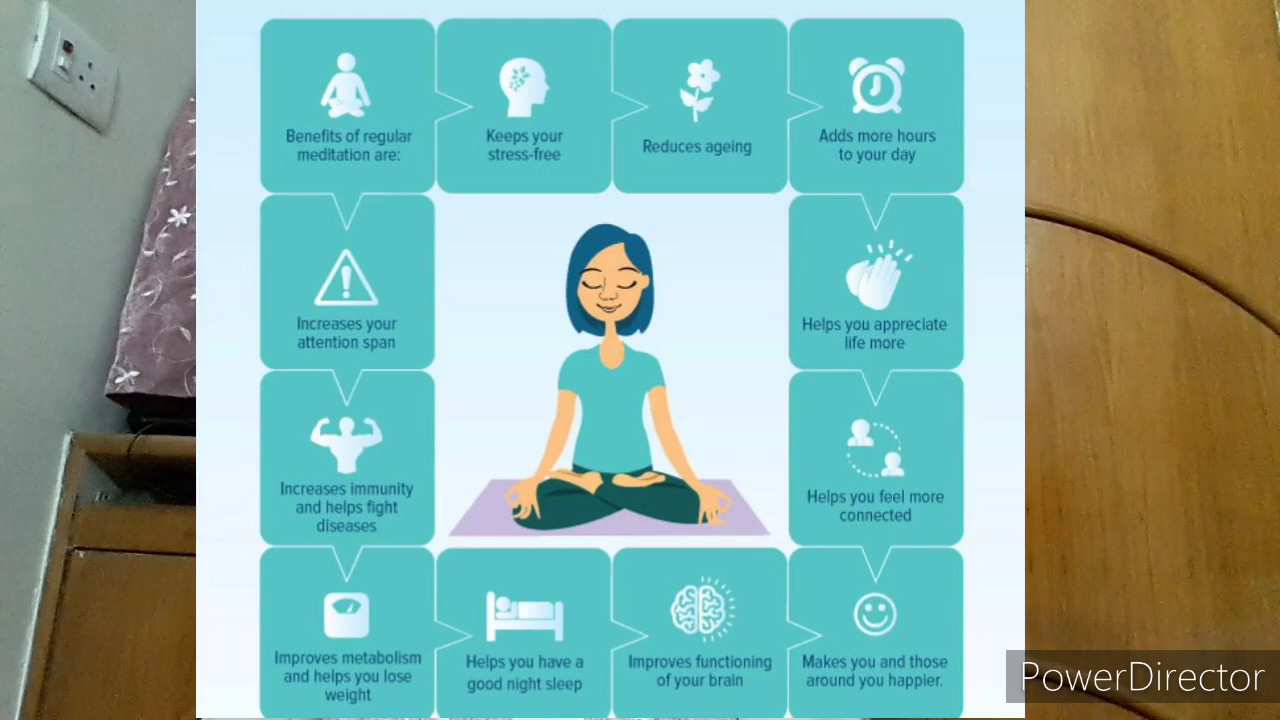 Benefits of regular
meditation are:
Keeps your
stress-free
Reduces ageing
Adds more hours
to your day
Increases your
attention span
Helps you appreciate
life more
Increases immunity
and helps fight
diseases
Helps you feel more
connected
Improves metabolism
and helps you lose
weight
Helps you have a
good night sleep
Improves functioning
of your brain
Makes you and those
around you happier.
PowerDirector